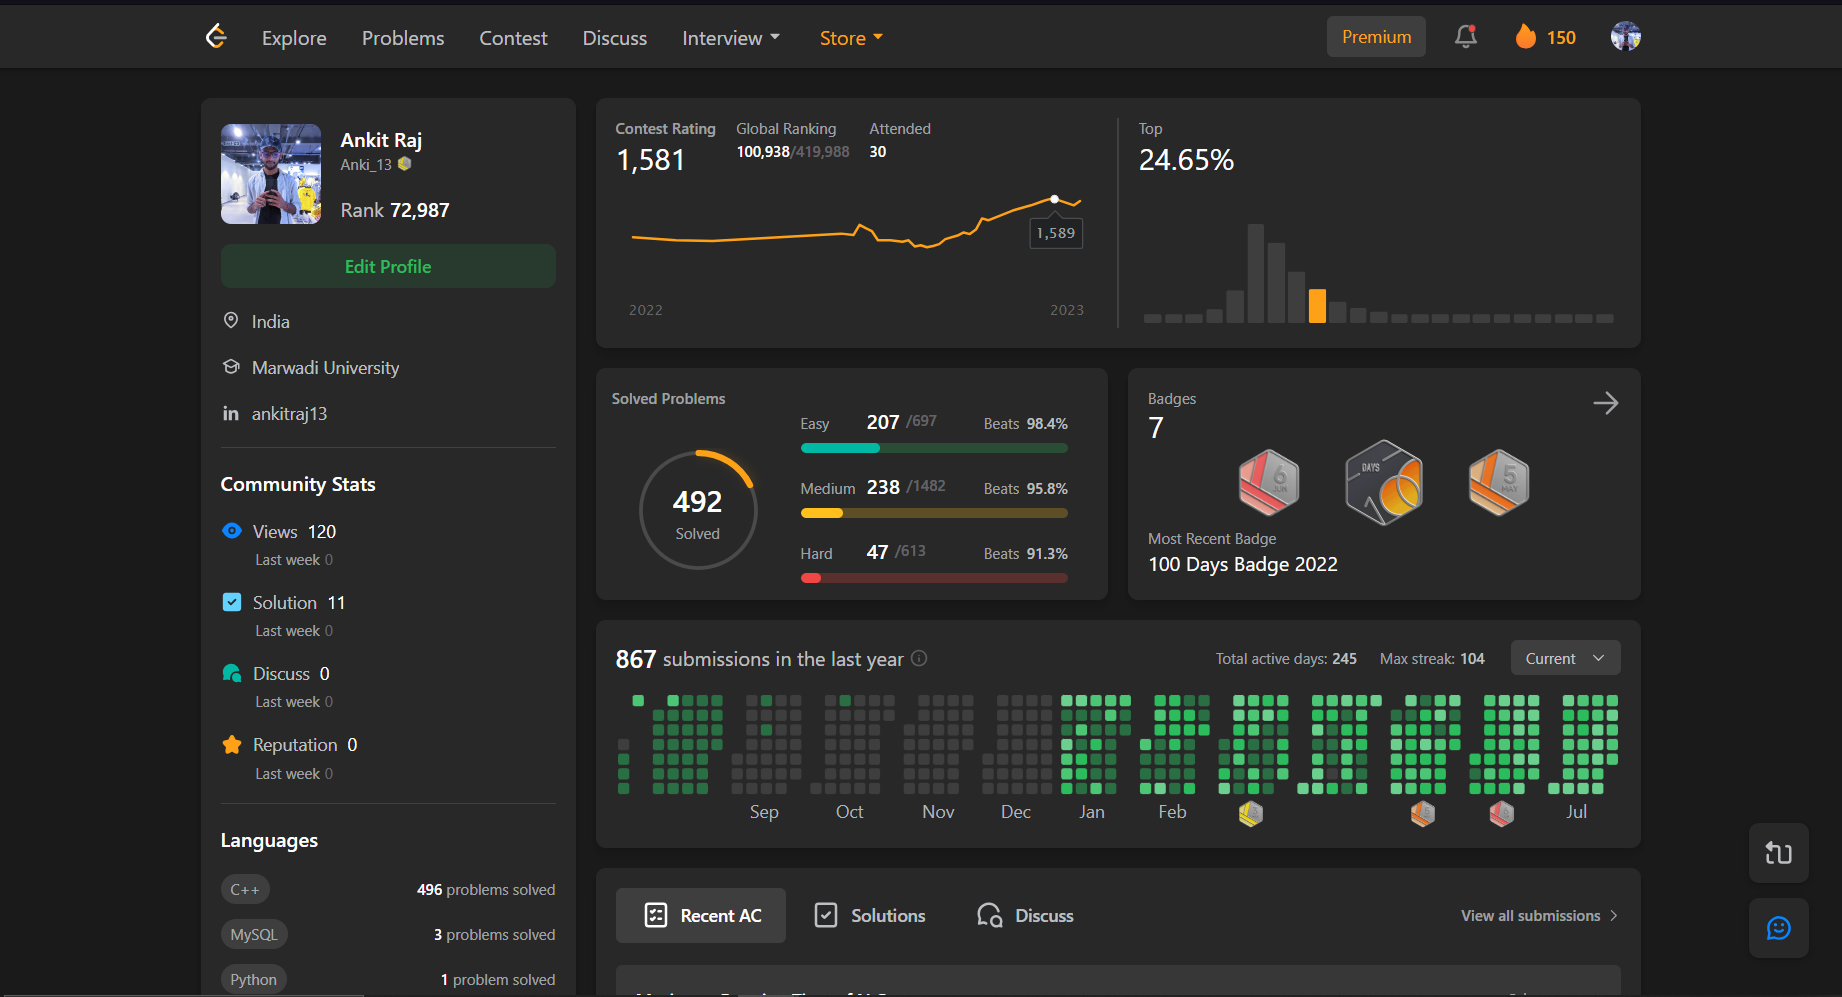 Explore Problems Contest Discuss Interview Store Premium 150
Ankit Raj
Anki_13
Rank 72,987
Edit Profile
India
Marwadi University
in ankitraj13
Community Stats
Views 120
Last week 0
Solution 11
Last week 0
Discuss 0
Last week 0
Reputation 0
Last week 0
Languages
C++ 496 problems solved
MySQL 3 problems solved
Python 1 problem solved
Contest Rating Global Ranking Attended
1,581 100,938/419,988 30
1,589
2022 2023
Top
24.65%
Solved Problems
492
Solved
Easy 207 /697 Beats 98.4%
Medium 238 /1482 Beats 95.8%
Hard 47 /613 Beats 91.3%
Badges
7
6 JUN
DAYS
5 MAY
Most Recent Badge
100 Days Badge 2022
867 submissions in the last year Total active days: 245 Max streak: 104 Current
Sep Oct Nov Dec Jan Feb Jul
Recent AC Solutions Discuss View all submissions